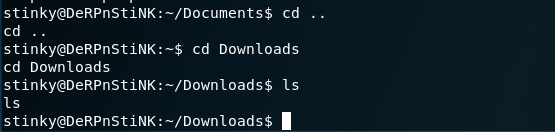 stinky@DeRPnStiNK:~/Documents$ cd ..
cd ..
stinky@DeRPnStiNK:~$ cd Downloads
cd Downloads
stinky@DeRPnStiNK:~/Downloads$ ls
ls
stinky@DeRPnStiNK:~/Downloads$